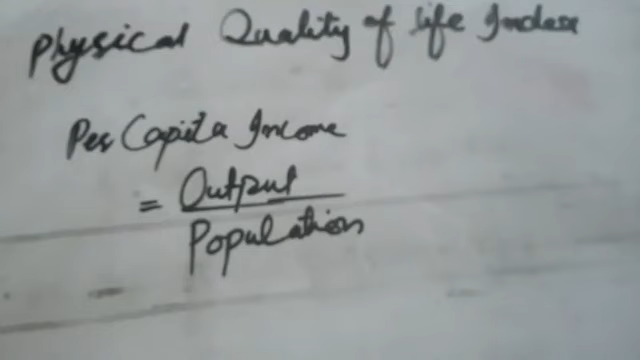 Physical Quality of life Index
Per Capita Income
= Output
Population